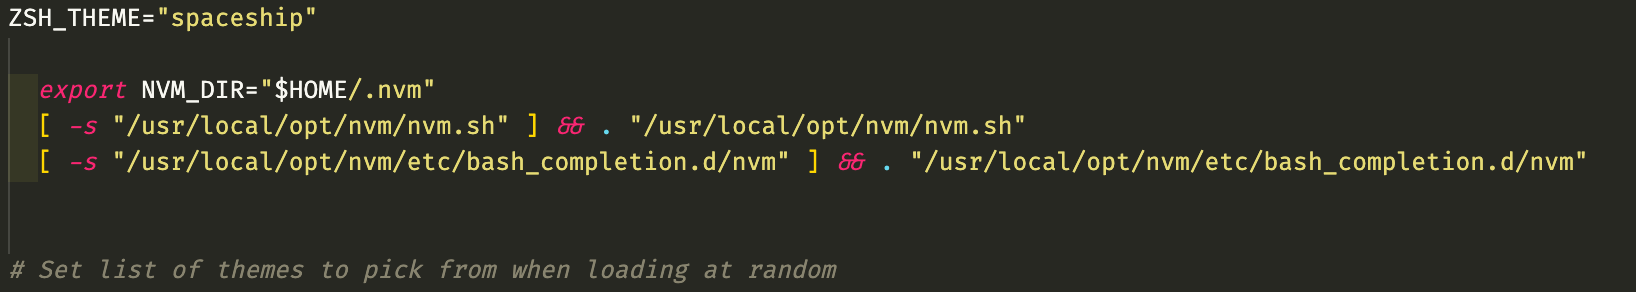 ZSH_THEME="spaceship"
export NVM_DIR="$HOME/.nvm"
[ -s "/usr/local/opt/nvm/nvm.sh" ] && . "/usr/local/opt/nvm/nvm.sh"
[ -s "/usr/local/opt/nvm/etc/bash_completion.d/nvm" ] && . "/usr/local/opt/nvm/etc/bash_completion.d/nvm"
# Set list of themes to pick from when loading at random